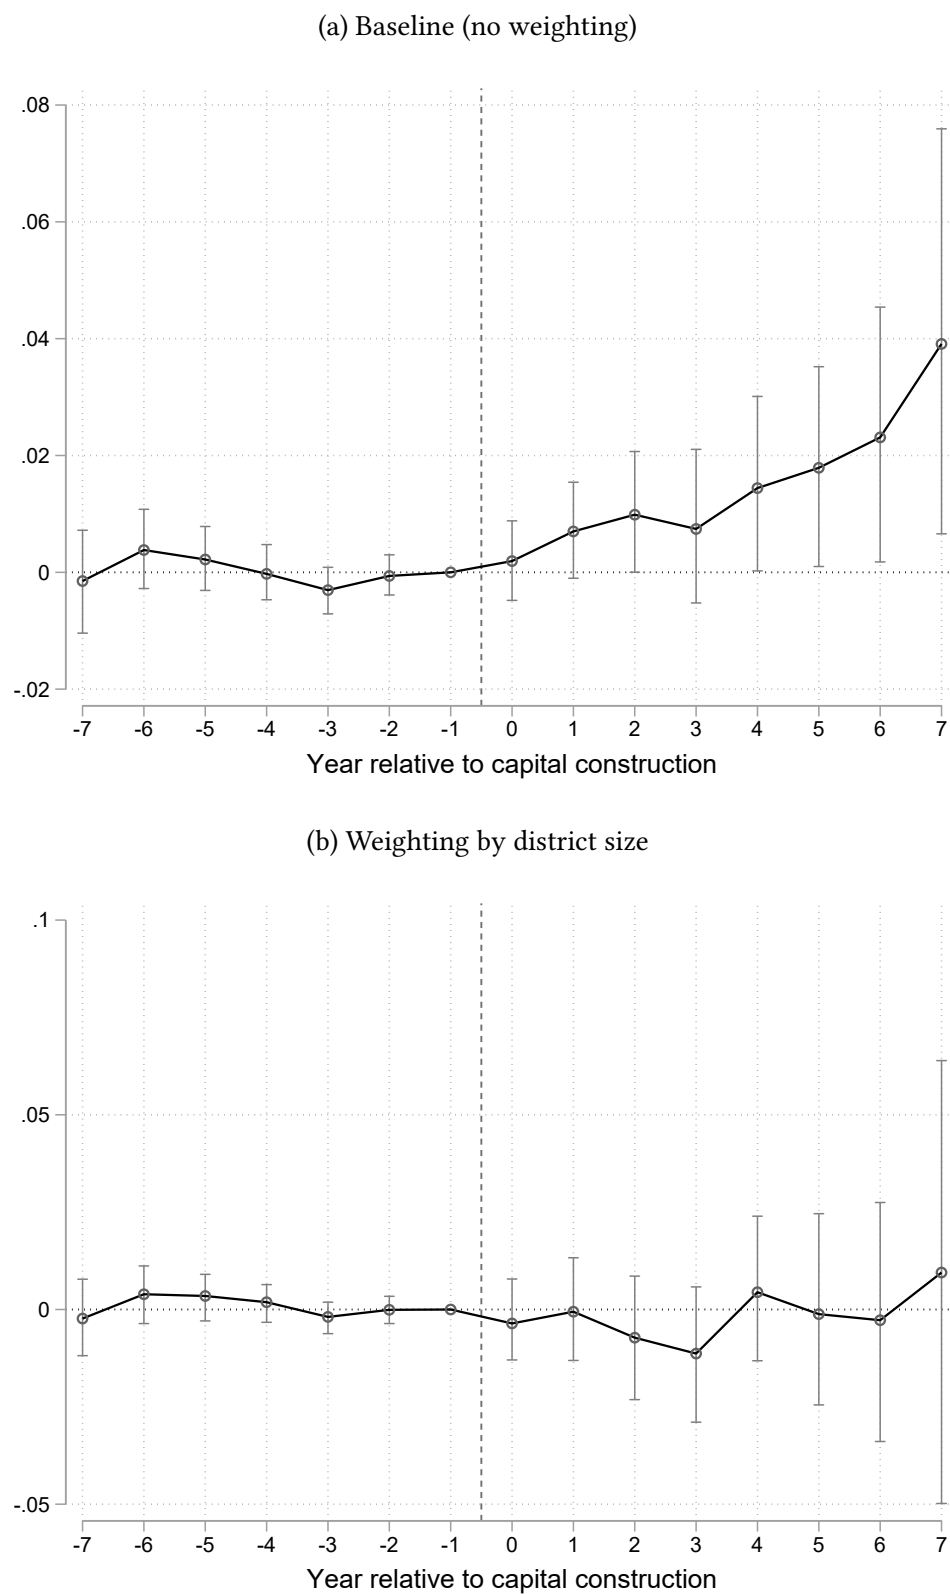 (a) Baseline (no weighting)
.08
.06
.04
.02
0
-.02
-7 -6 -5 -4 -3 -2 -1 0 1 2 3 4 5 6 7
Year relative to capital construction
(b) Weighting by district size
.1
.05
0
-.05
-7 -6 -5 -4 -3 -2 -1 0 1 2 3 4 5 6 7
Year relative to capital construction